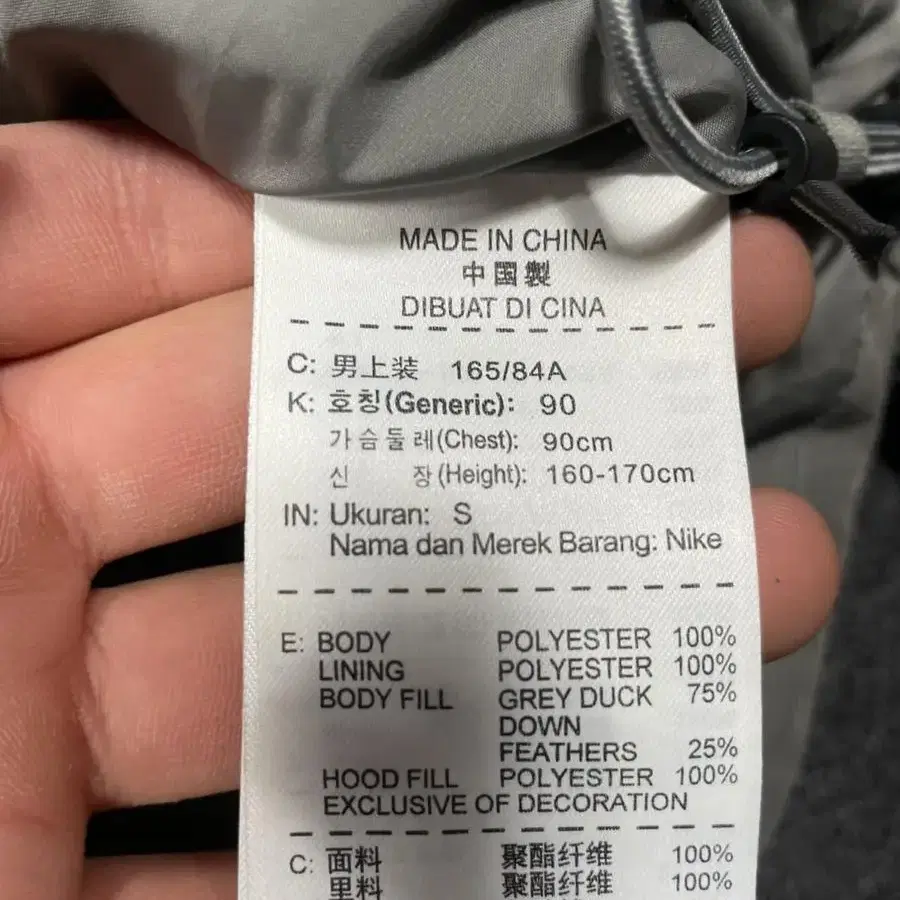 MADE IN CHINA
中国製
DIBUAT DI CINA
C: 男上装 165/84A
K: 호칭(Generic): 90
가슴둘레(Chest): 90cm
신 장(Height): 160-170cm
IN: Ukuran: S
Nama dan Merek Barang: Nike
E: BODY POLYESTER 100%
LINING POLYESTER 100%
BODY FILL GREY DUCK 75%
DOWN
FEATHERS 25%
HOOD FILL POLYESTER 100%
EXCLUSIVE OF DECORATION
C: 面料 聚酯纤维 100%
里料 聚酯纤维 100%